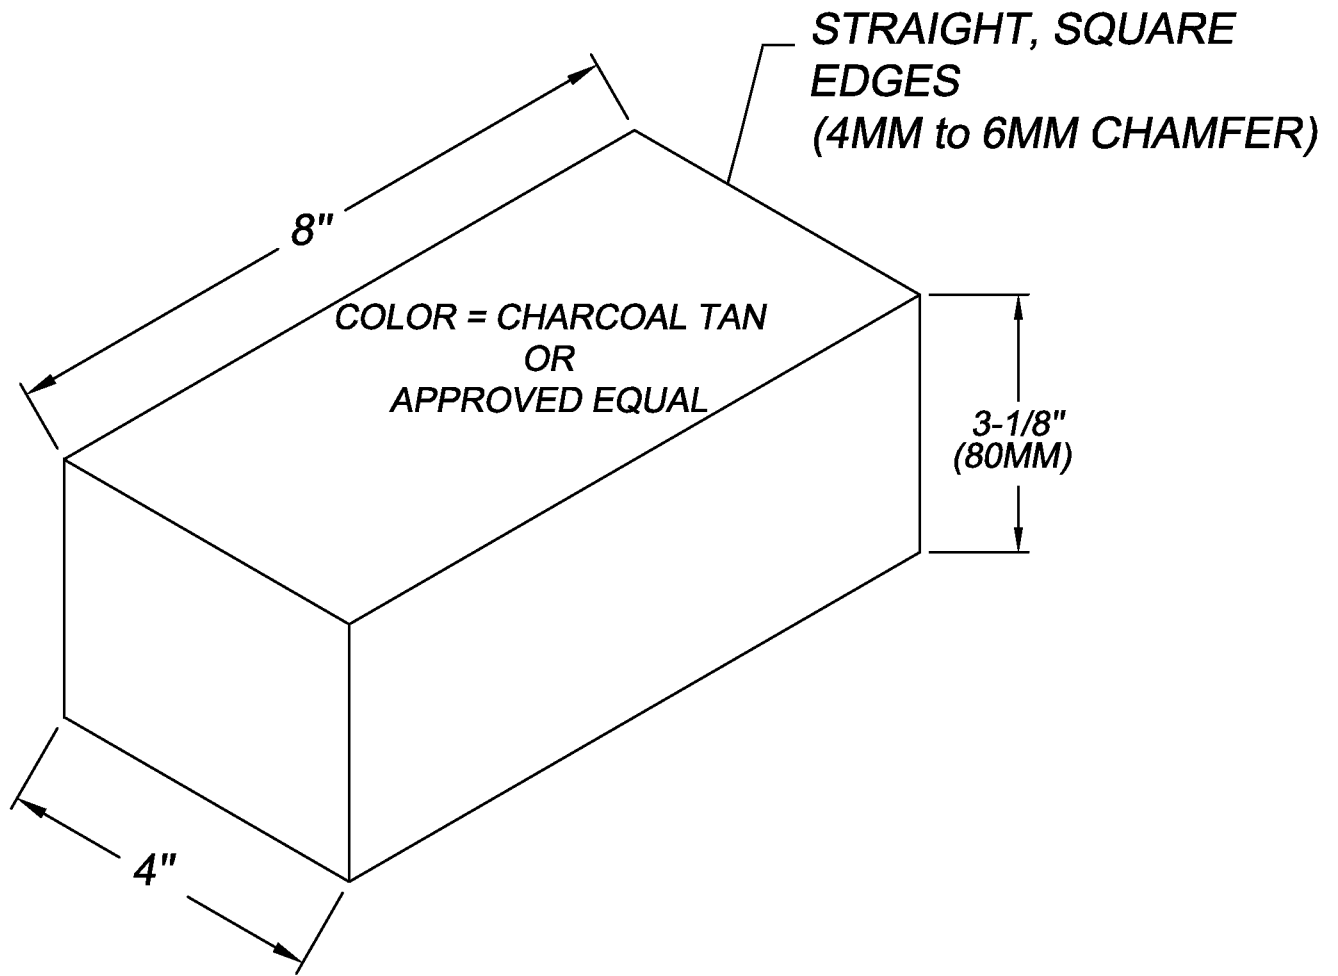 STRAIGHT, SQUARE
EDGES
(4MM to 6MM CHAMFER)
8"
COLOR = CHARCOAL TAN
OR
APPROVED EQUAL
3-1/8"
(80MM)
4"